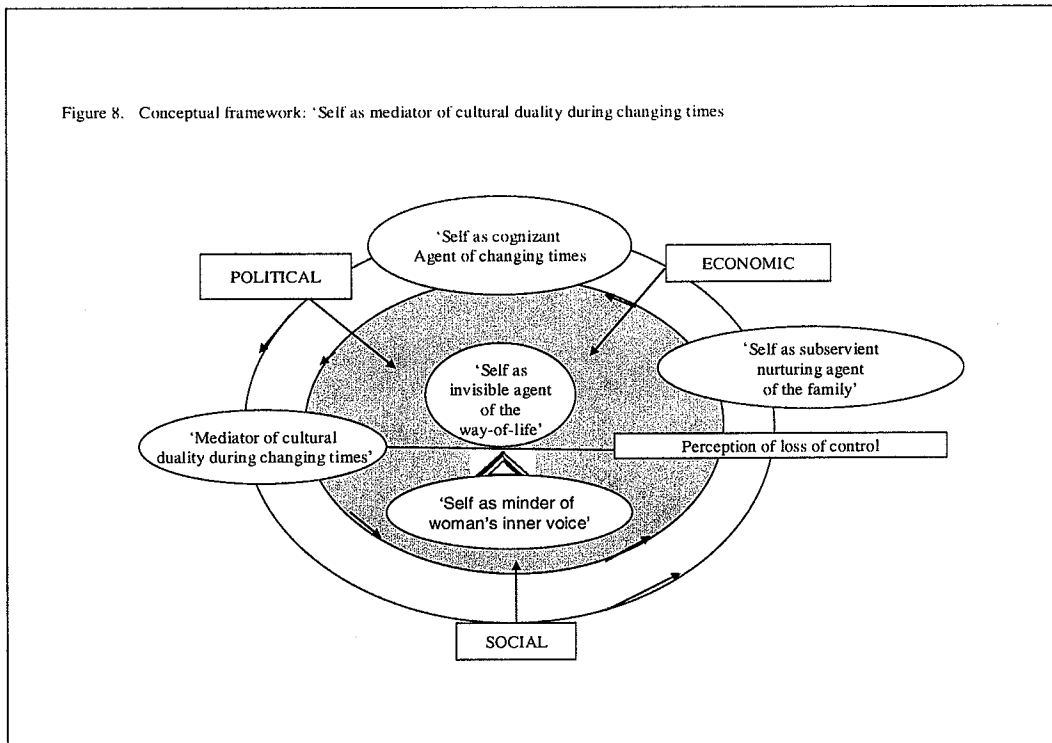 Figure 8. Conceptual framework: ‘Self as mediator of cultural duality during changing times
‘Self as cognizant
Agent of changing times
POLITICAL
ECONOMIC
‘Self as subservient
nurturing agent
of the family’
‘Self as
invisible agent
of the
way-of-life’
‘Mediator of cultural
duality during changing times’
Perception of loss of control
‘Self as minder of
woman’s inner voice’
SOCIAL